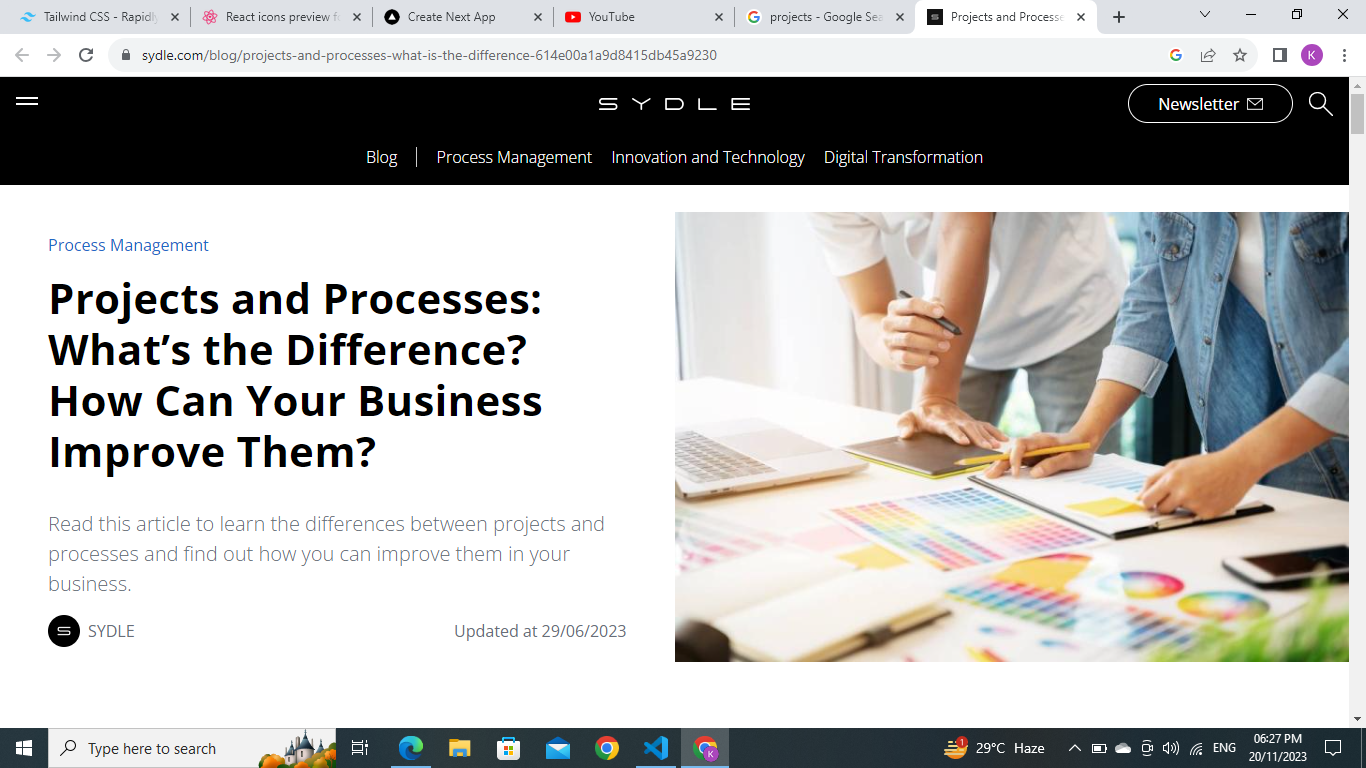 Tailwind CSS - Rapidly
React icons preview fo
Create Next App
YouTube
projects - Google Sea
Projects and Processe
sydle.com/blog/projects-and-processes-what-is-the-difference-614e00a1a9d8415db45a9230
K
SYDLE
Newsletter
Blog
Process Management
Innovation and Technology
Digital Transformation
Process Management
Projects and Processes:
What’s the Difference?
How Can Your Business
Improve Them?
Read this article to learn the differences between projects and
processes and find out how you can improve them in your
business.
SYDLE
Updated at 29/06/2023
Type here to search
K
1
29°C Haze
ENG
06:27 PM
20/11/2023